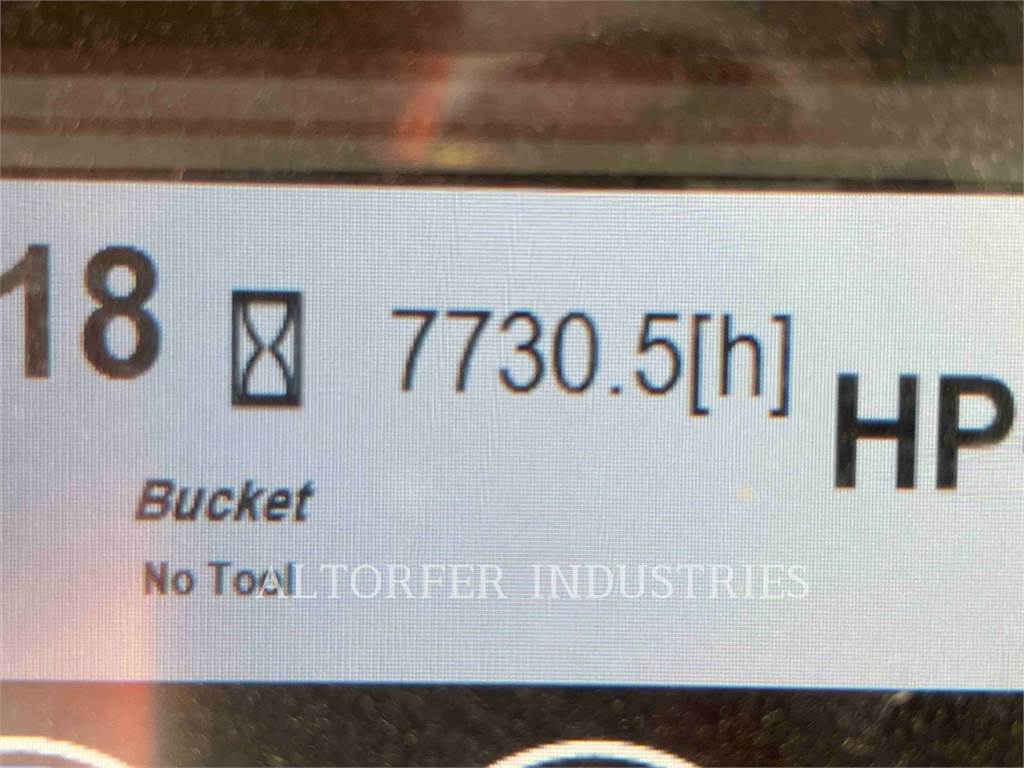 18 7730.5[h] HP
Bucket
No Tool
ALTORFER INDUSTRIES